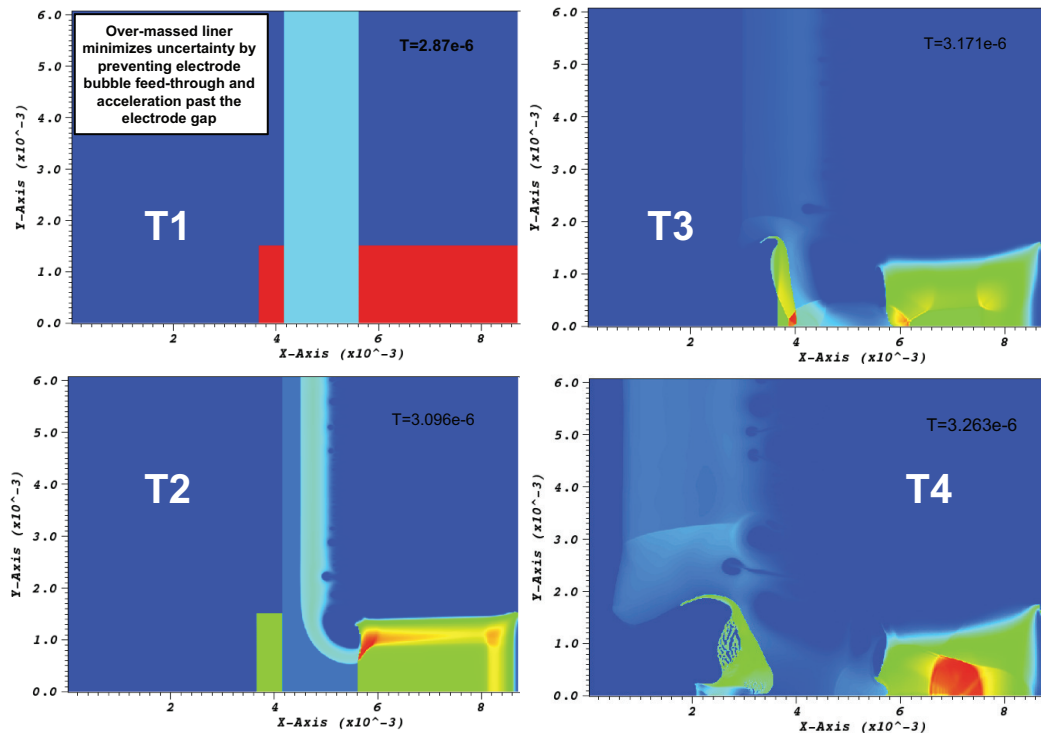 Over-massed liner
minimizes uncertainty by
preventing electrode
bubble feed-through and
acceleration past the
electrode gap
T=2.87e-6
T1
6.0
5.0
4.0
3.0
2.0
1.0
0.0
Y-Axis (x10^-3)
2
4
6
8
X-Axis (x10^-3)
T=3.171e-6
T3
6.0
5.0
4.0
3.0
2.0
1.0
0.0
Y-Axis (x10^-3)
2
4
6
8
X-Axis (x10^-3)
T=3.096e-6
T2
6.0
5.0
4.0
3.0
2.0
1.0
0.0
Y-Axis (x10^-3)
2
4
6
8
X-Axis (x10^-3)
T=3.263e-6
T4
6.0
5.0
4.0
3.0
2.0
1.0
0.0
Y-Axis (x10^-3)
2
4
6
8
X-Axis (x10^-3)